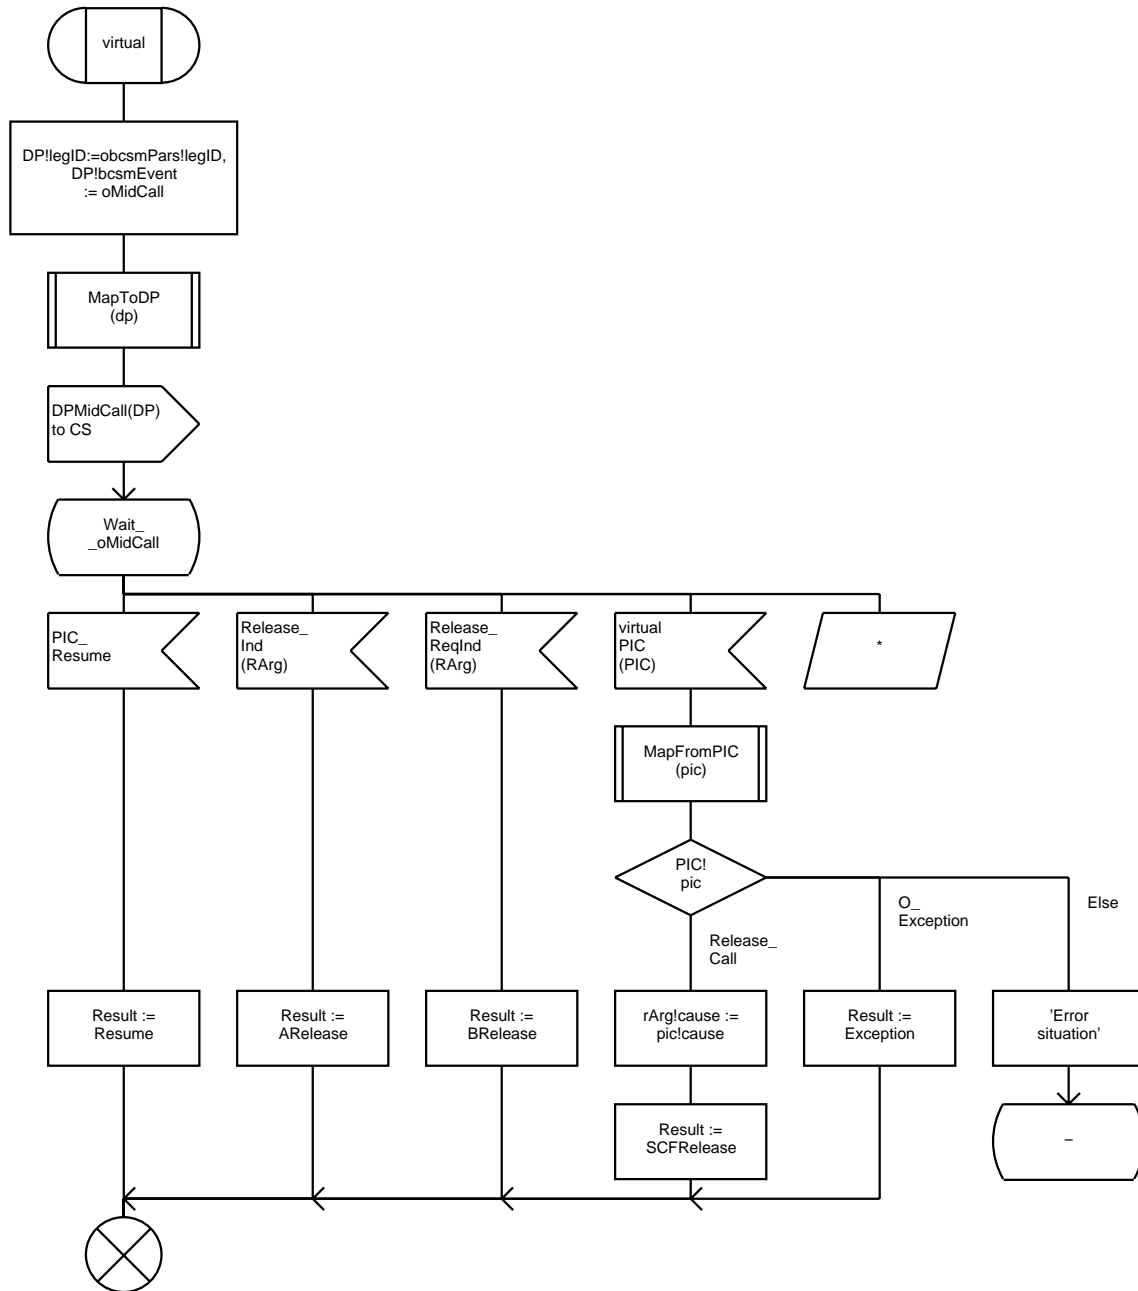 virtual
DP!legID:=obcsmPars!legID,
DP!bcsmEvent
:= oMidCall
MapToDP
(dp)
DPMidCall(DP)
to CS
Wait_
_oMidCall
PIC_
Resume
Release_
Ind
(RArg)
Release_
ReqInd
(RArg)
virtual
PIC
(PIC)
*
MapFromPIC
(pic)
PIC!
pic
O_
Exception
Else
Release_
Call
Result :=
Resume
Result :=
ARelease
Result :=
BRelease
rArg!cause :=
pic!cause
Result :=
Exception
'Error
situation'
Result :=
SCFRelease
–